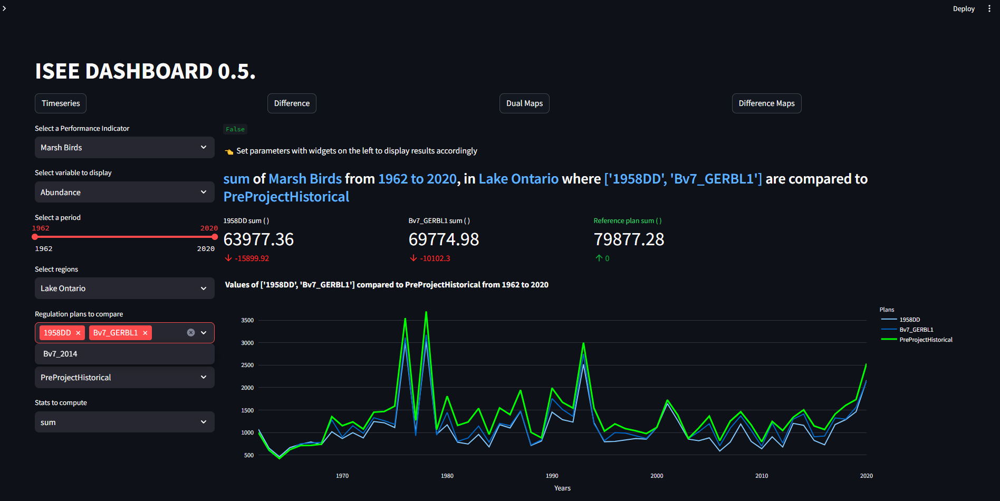 Deploy
ISEE DASHBOARD 0.5.
Timeseries
Difference
Dual Maps
Difference Maps
Select a Performance Indicator
Marsh Birds
Select variable to display
Abundance
Select a period
1962 2020
1962 2020
Select regions
Lake Ontario
Regulation plans to compare
1958DD Bv7_GERBL1
Bv7_2014
PreProjectHistorical
Stats to compute
sum
False
Set parameters with widgets on the left to display results accordingly
sum of Marsh Birds from 1962 to 2020, in Lake Ontario where ['1958DD', 'Bv7_GERBL1'] are compared to
PreProjectHistorical
1958DD sum ( )
63977.36
-15899.92
Bv7_GERBL1 sum ( )
69774.98
-10102.3
Reference plan sum ( )
79877.28
0
Values of ['1958DD', 'Bv7_GERBL1'] compared to PreProjectHistorical from 1962 to 2020
3500
3000
2500
2000
1500
1000
500
1970 1980 1990 2000 2010 2020
Years
Plans
1958DD
Bv7_GERBL1
PreProjectHistorical